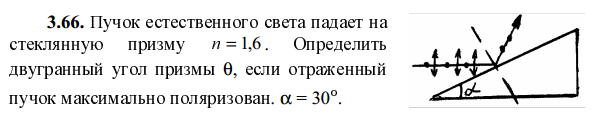 3.66. Пучок естественного света падает на
стеклянную призму n = 1,6. Определить
двугранный угол призмы θ, если отраженный
пучок максимально поляризован. α = 30°.
α